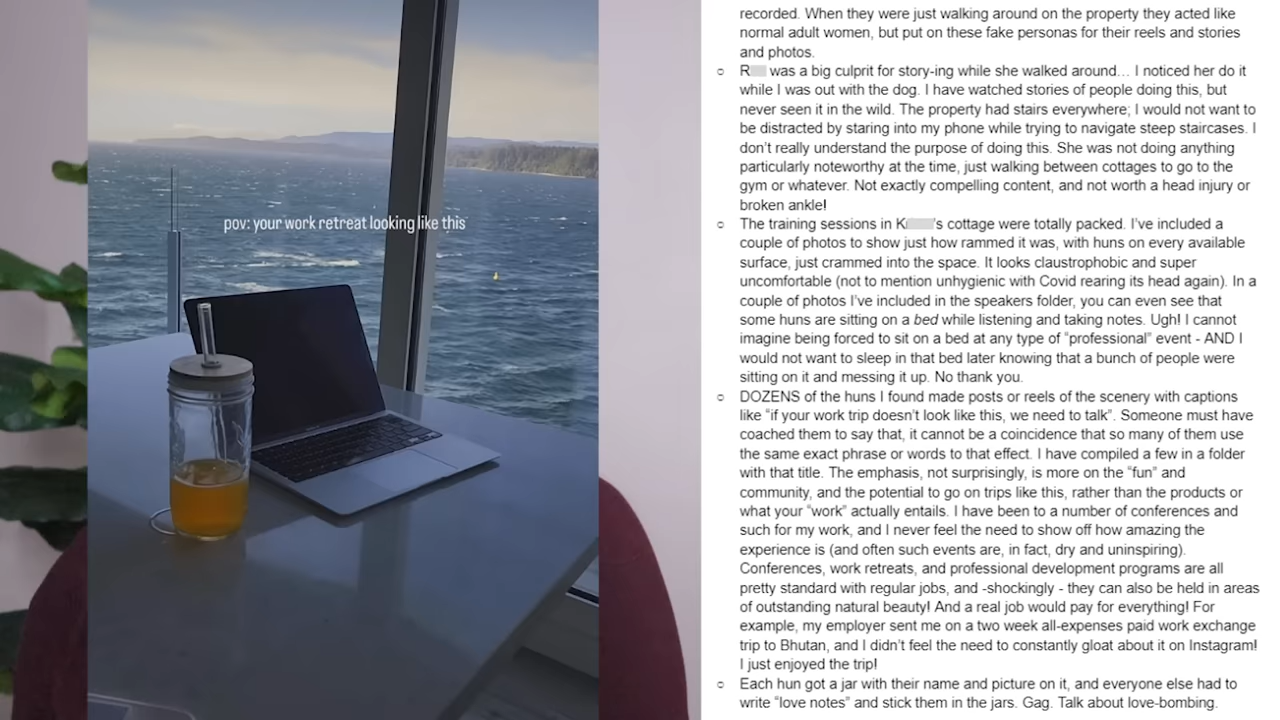 pov: your work retreat looking like this
recorded. When they were just walking around on the property they acted like
normal adult women, but put on these fake personas for their reels and stories
and photos.
R was a big culprit for story-ing while she walked around… I noticed her do it
while I was out with the dog. I have watched stories of people doing this, but
never seen it in the wild. The property had stairs everywhere; I would not want to
be distracted by staring into my phone while trying to navigate steep staircases. I
don't really understand the purpose of doing this. She was not doing anything
particularly noteworthy at the time, just walking between cottages to go to the
gym or whatever. Not exactly compelling content, and not worth a head injury or
broken ankle!
The training sessions in K 's cottage were totally packed. I've included a
couple of photos to show just how rammed it was, with huns on every available
surface, just crammed into the space. It looks claustrophobic and super
uncomfortable (not to mention unhygienic with Covid rearing its head again). In a
couple of photos I've included in the speakers folder, you can even see that
some huns are sitting on a bed while listening and taking notes. Ugh! I cannot
imagine being forced to sit on a bed at any type of "professional" event - AND I
would not want to sleep in that bed later knowing that a bunch of people were
sitting on it and messing it up. No thank you.
DOZENS of the huns I found made posts or reels of the scenery with captions
like "if your work trip doesn't look like this, we need to talk". Someone must have
coached them to say that, it cannot be a coincidence that so many of them use
the same exact phrase or words to that effect. I have compiled a few in a folder
with that title. The emphasis, not surprisingly, is more on the "fun" and
community, and the potential to go on trips like this, rather than the products or
what your "work" actually entails. I have been to a number of conferences and
such for my work, and I never feel the need to show off how amazing the
experience is (and often such events are, in fact, dry and uninspiring).
Conferences, work retreats, and professional development programs are all
pretty standard with regular jobs, and -shockingly - they can also be held in areas
of outstanding natural beauty! And a real job would pay for everything! For
example, my employer sent me on a two week all-expenses paid work exchange
trip to Bhutan, and I didn't feel the need to constantly gloat about it on Instagram!
I just enjoyed the trip!
Each hun got a jar with their name and picture on it, and everyone else had to
write "love notes" and stick them in the jars. Gag. Talk about love-bombing.